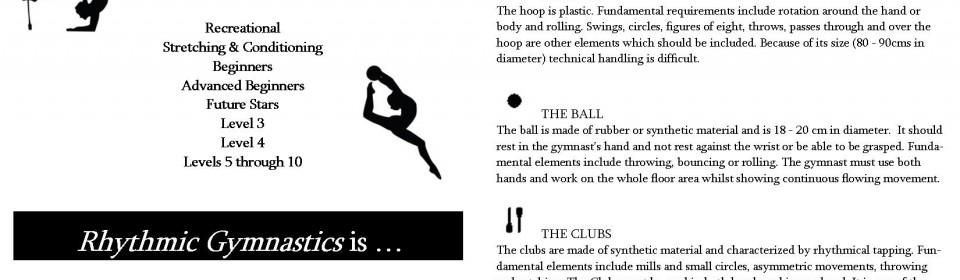 Recreational
Stretching & Conditioning
Beginners
Advanced Beginners
Future Stars
Level 3
Level 4
Levels 5 through 10
Rhythmic Gymnastics is …
The hoop is plastic. Fundamental requirements include rotation around the hand or
body and rolling. Swings, circles, figures of eight, throws, passes through and over the
hoop are other elements which should be included. Because of its size (80 - 90cms in
diameter) technical handling is difficult.
THE BALL
The ball is made of rubber or synthetic material and is 18 - 20 cm in diameter. It should
rest in the gymnast's hand and not rest against the wrist or be able to be grasped. Funda-
mental elements include throwing, bouncing or rolling. The gymnast must use both
hands and work on the whole floor area whilst showing continuous flowing movement.
THE CLUBS
The clubs are made of synthetic material and characterized by rhythmical tapping. Fun-
damental elements include mills and small circles, asymmetric movements, throwing